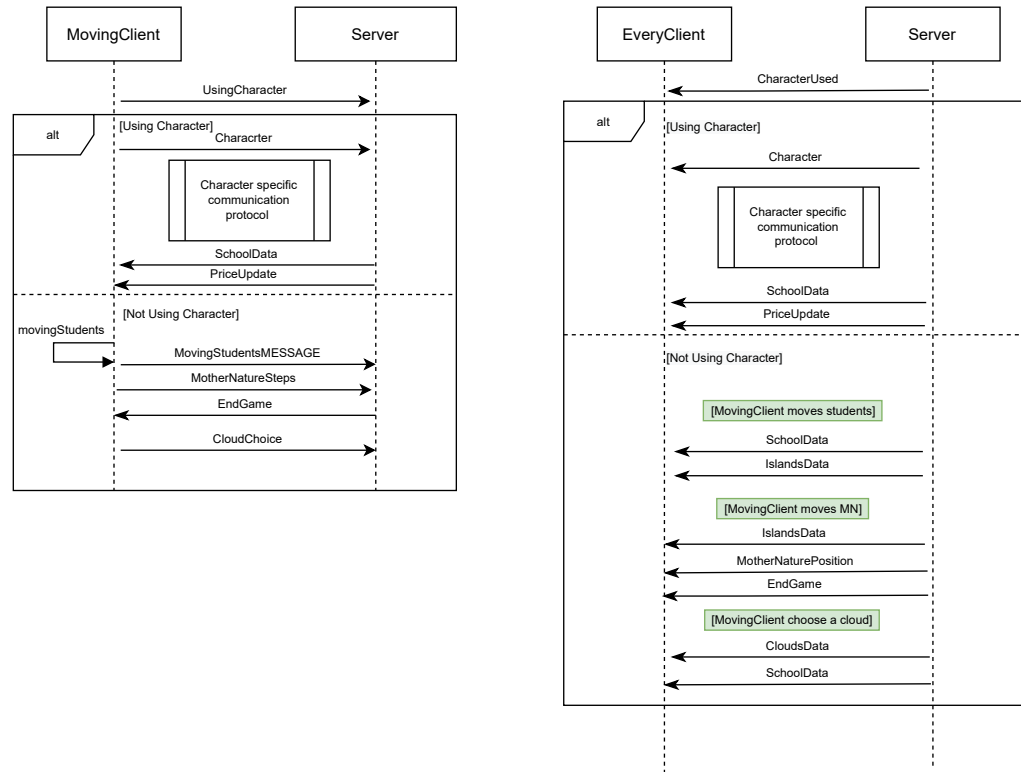 MovingClient
Server
UsingCharacter
alt
[Using Character]
Characrter
Character specific
communication
protocol
SchoolData
PriceUpdate
[Not Using Character]
movingStudents
MovingStudentsMESSAGE
MotherNatureSteps
EndGame
CloudChoice
EveryClient
Server
CharacterUsed
alt
[Using Character]
Character
Character specific
communication
protocol
SchoolData
PriceUpdate
[Not Using Character]
[MovingClient moves students]
SchoolData
IslandsData
[MovingClient moves MN]
IslandsData
MotherNaturePosition
EndGame
[MovingClient choose a cloud]
CloudsData
SchoolData